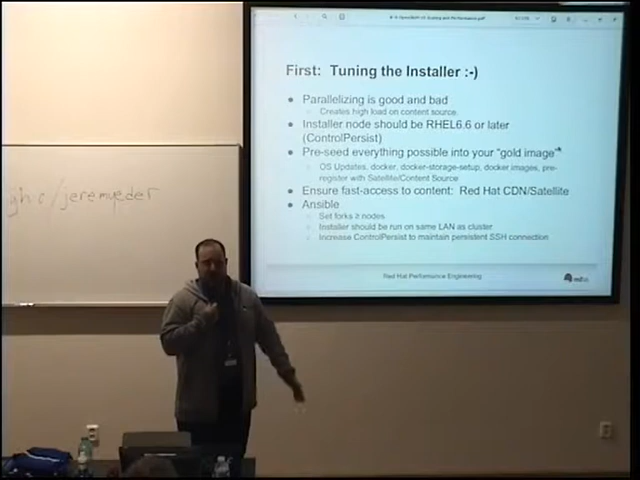 First: Tuning the Installer :-)
Parallelizing is good and bad
Creates high load on content source.
Installer node should be RHEL6.6 or later
(ControlPersist)
Pre-seed everything possible into your "gold image"
OS Updates, docker, docker-storage-setup, docker images, pre-
register with Satellite/Content Source
Ensure fast-access to content: Red Hat CDN/Satellite
Ansible
Set forks ≥ nodes
Installer should be run on same LAN as cluster
Increase ControlPersist to maintain persistent SSH connection
Red Hat Performance Engineering
/jeremyeder